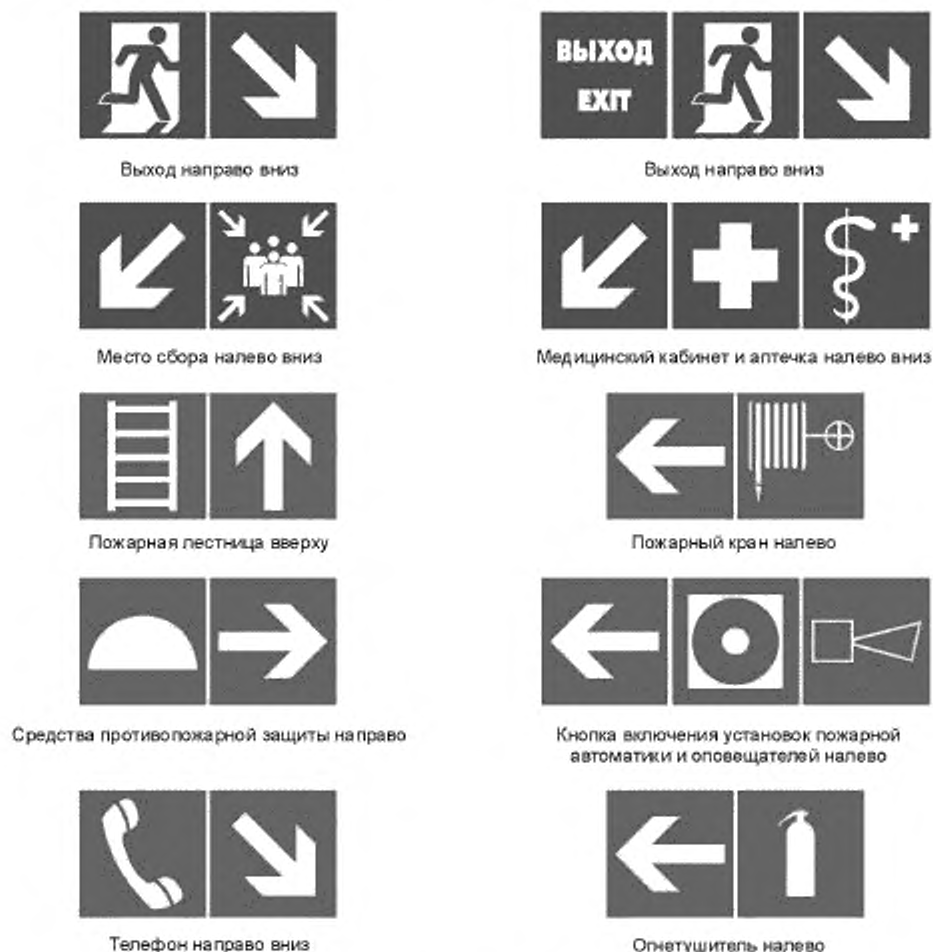 ВЫХОД
EXIT
Выход направо вниз
Выход направо вниз
Место сбора налево вниз
Медицинский кабинет и аптечка налево вниз
Пожарная лестница вверху
Пожарный кран налево
Средства противопожарной защиты направо
Кнопка включения установок пожарной
автоматики и оповещателей налево
Телефон направо вниз
Огнетушитель налево